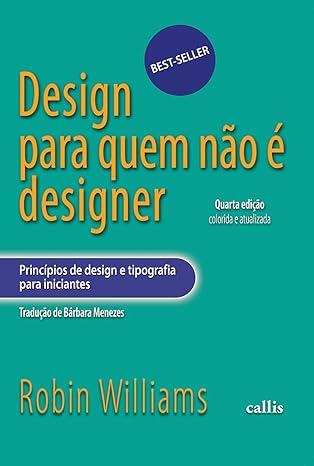 BEST-SELLER
Design
para quem não é
designer
Quarta edição
colorida e atualizada
Princípios de design e tipografia
para iniciantes
Tradução de Bárbara Menezes
Robin Williams
callis